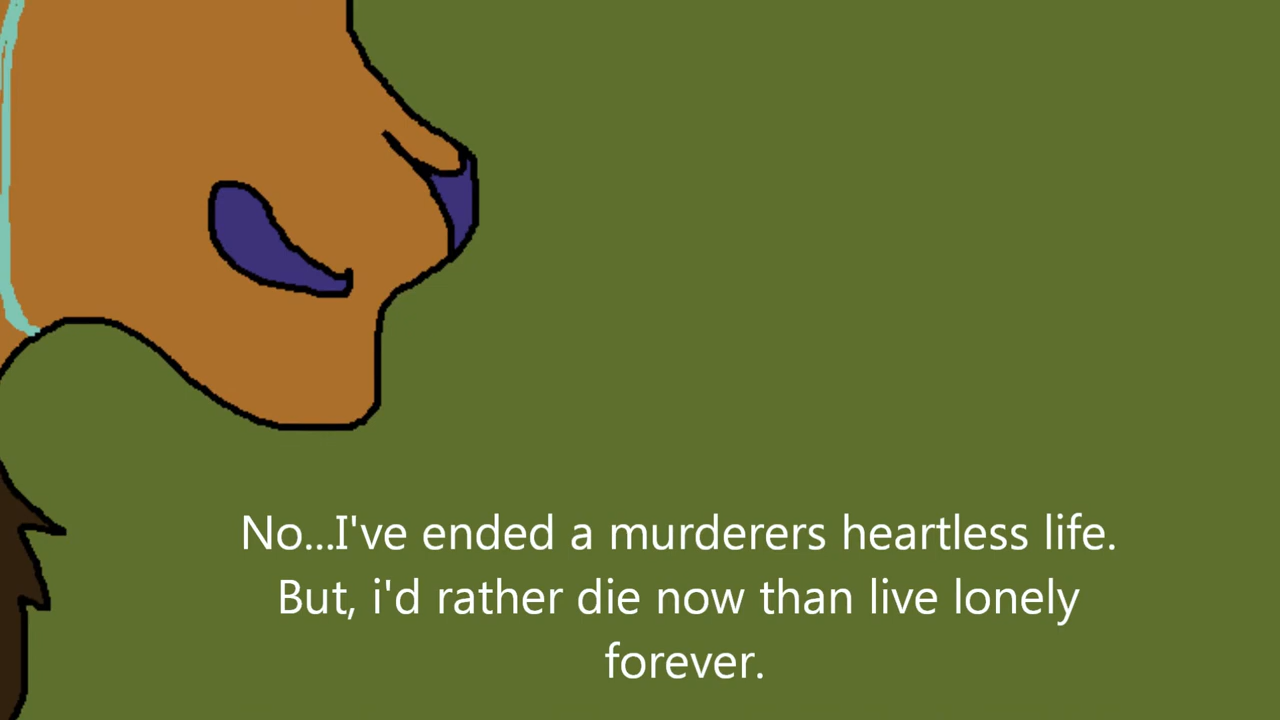 No...I've ended a murderers heartless life.
But, i'd rather die now than live lonely
forever.